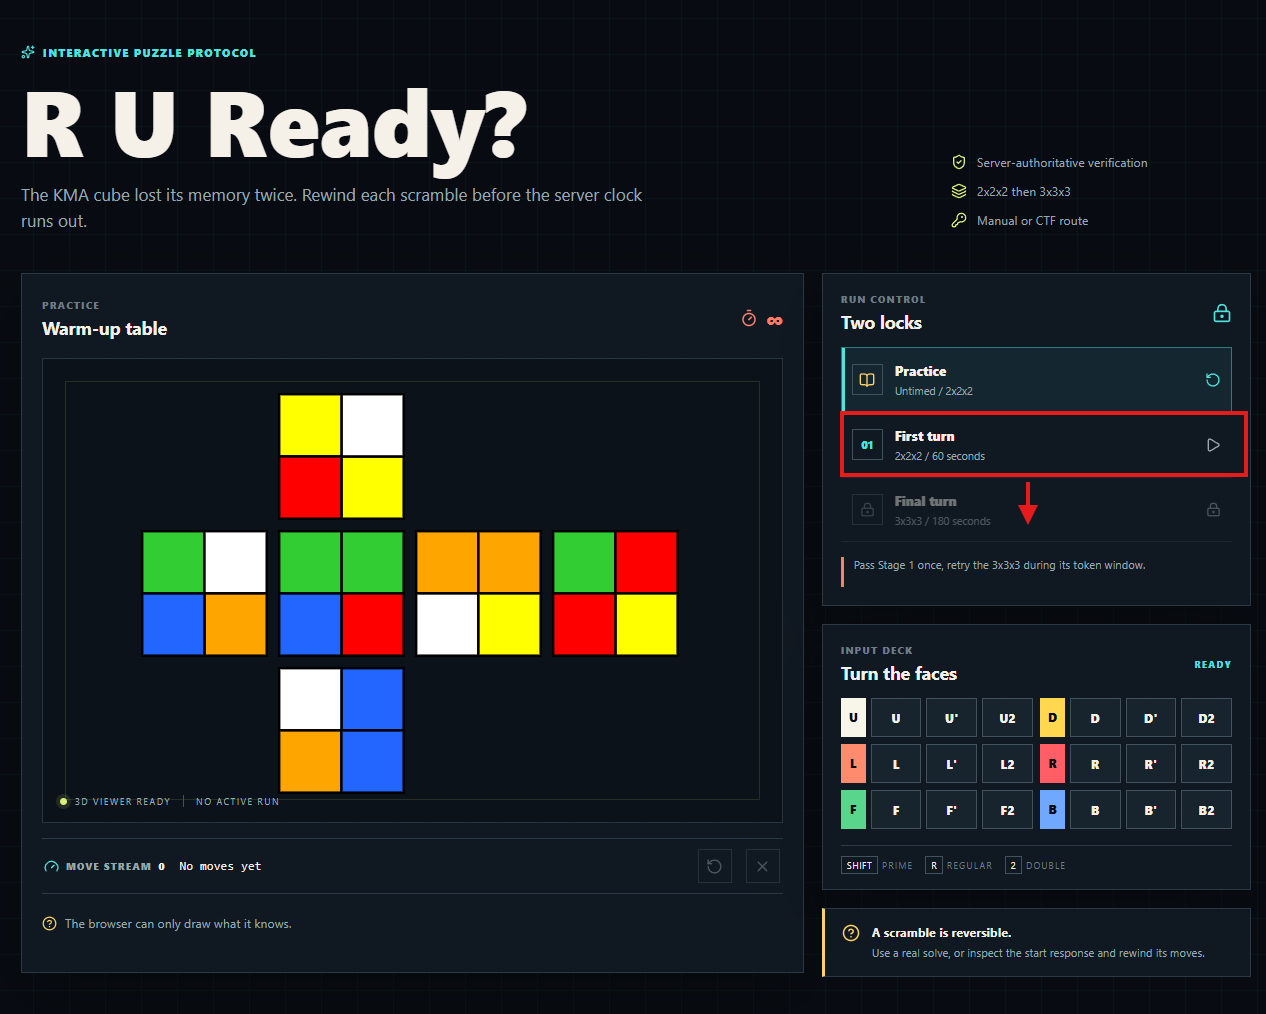 INTERACTIVE PUZZLE PROTOCOL
R U Ready?
The KMA cube lost its memory twice. Rewind each scramble before the server clock
runs out.
Server-authoritative verification
2x2x2 then 3x3x3
Manual or CTF route
PRACTICE
Warm-up table
∞
3D VIEWER READY
NO ACTIVE RUN
MOVE STREAM 0 No moves yet
The browser can only draw what it knows.
RUN CONTROL
Two locks
Practice
Untimed / 2x2x2
01
First turn
2x2x2 / 60 seconds
Final turn
3x3x3 / 180 seconds
Pass Stage 1 once, retry the 3x3x3 during its token window.
INPUT DECK
Turn the faces
READY
U U U' U2 D D D' D2
L L L' L2 R R R' R2
F F F' F2 B B B' B2
SHIFT PRIME R REGULAR 2 DOUBLE
A scramble is reversible.
Use a real solve, or inspect the start response and rewind its moves.